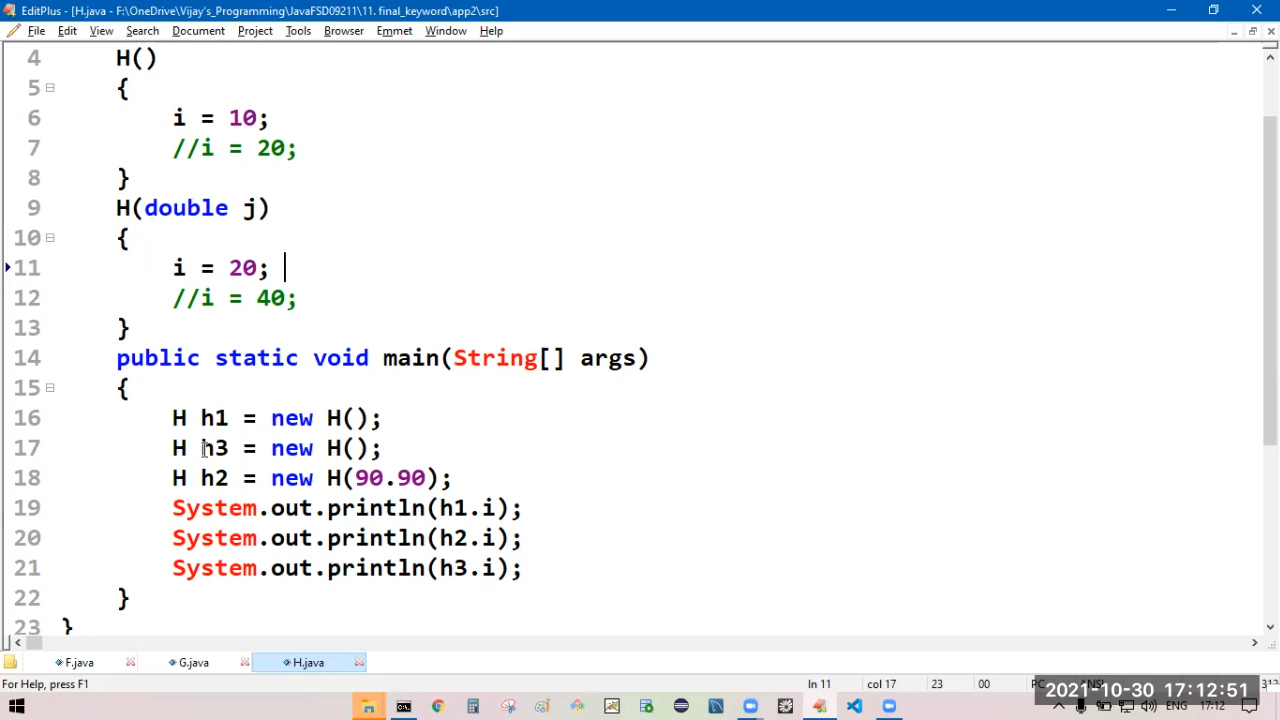 EditPlus - [H.java - F:\OneDrive\Vijay's_Programming\JavaFSD09211\11. final_keyword\app2\src]
File Edit View Search Document Project Tools Browser Emmet Window Help
4 H()
5 {
6 i = 10;
7 //i = 20;
8 }
9 H(double j)
10 {
11 i = 20;
12 //i = 40;
13 }
14 public static void main(String[] args)
15 {
16 H h1 = new H();
17 H h3 = new H();
18 H h2 = new H(90.90);
19 System.out.println(h1.i);
20 System.out.println(h2.i);
21 System.out.println(h3.i);
22 }
23 }
F.java G.java H.java
For Help, press F1 Ln 11 col 17 23 00
2021-10-30 17:12:51
ENG 17:12